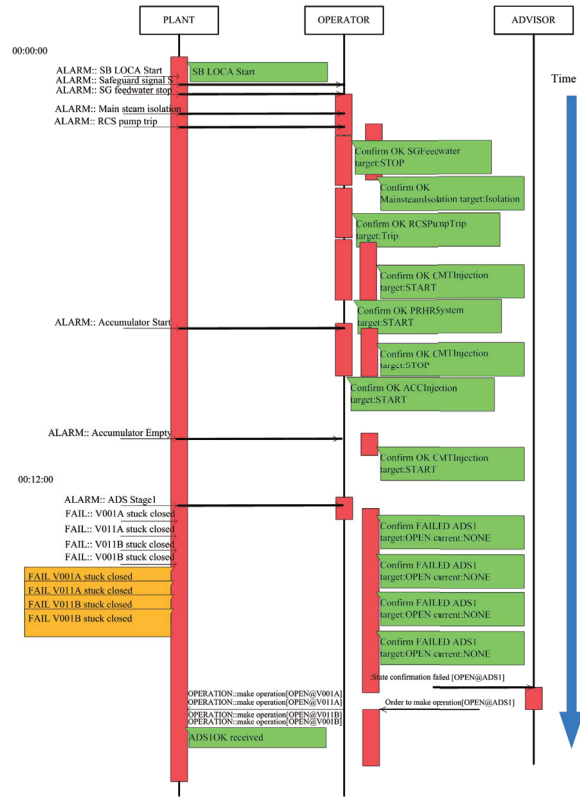 PLANT
OPERATOR
ADVISOR
00:00:00
Time
ALARM:: SB LOCA Start
SB LOCA Start
ALARM:: Safeguard signal S
ALARM:: SG feedwater stop
ALARM:: Main steam isolation
ALARM:: RCS pump trip
Confirm OK SGFeedwater
target:STOP
Confirm OK
MainsteamIsolation target:Isolation
Confirm OK RCSPumpTrip
target:Trip
Confirm OK CMTInjection
target:START
Confirm OK PRHRSystem
target:START
ALARM:: Accumulator Start
Confirm OK CMTInjection
target:STOP
Confirm OK ACCInjection
target:START
ALARM:: Accumulator Empty
Confirm OK CMTInjection
target:START
00:12:00
ALARM:: ADS Stage1
FAIL:: V001A stuck closed
FAIL:: V011A stuck closed
FAIL:: V011B stuck closed
FAIL:: V001B stuck closed
Confirm FAILED ADS1
target:OPEN current:NONE
Confirm FAILED ADS1
target:OPEN current:NONE
FAIL V001A stuck closed
FAIL V011A stuck closed
FAIL V011B stuck closed
FAIL V001B stuck closed
Confirm FAILED ADS1
target:OPEN current:NONE
Confirm FAILED ADS1
target:OPEN current:NONE
:State confirmation failed [OPEN@ADS1]
OPERATION::make operation[OPEN@V001A]
OPERATION::make operation[OPEN@V011A]
Order to make operation[OPEN@ADS1]
OPERATION::make operation[OPEN@V011B]
OPERATION::make operation[OPEN@V001B]
ADS1OK received